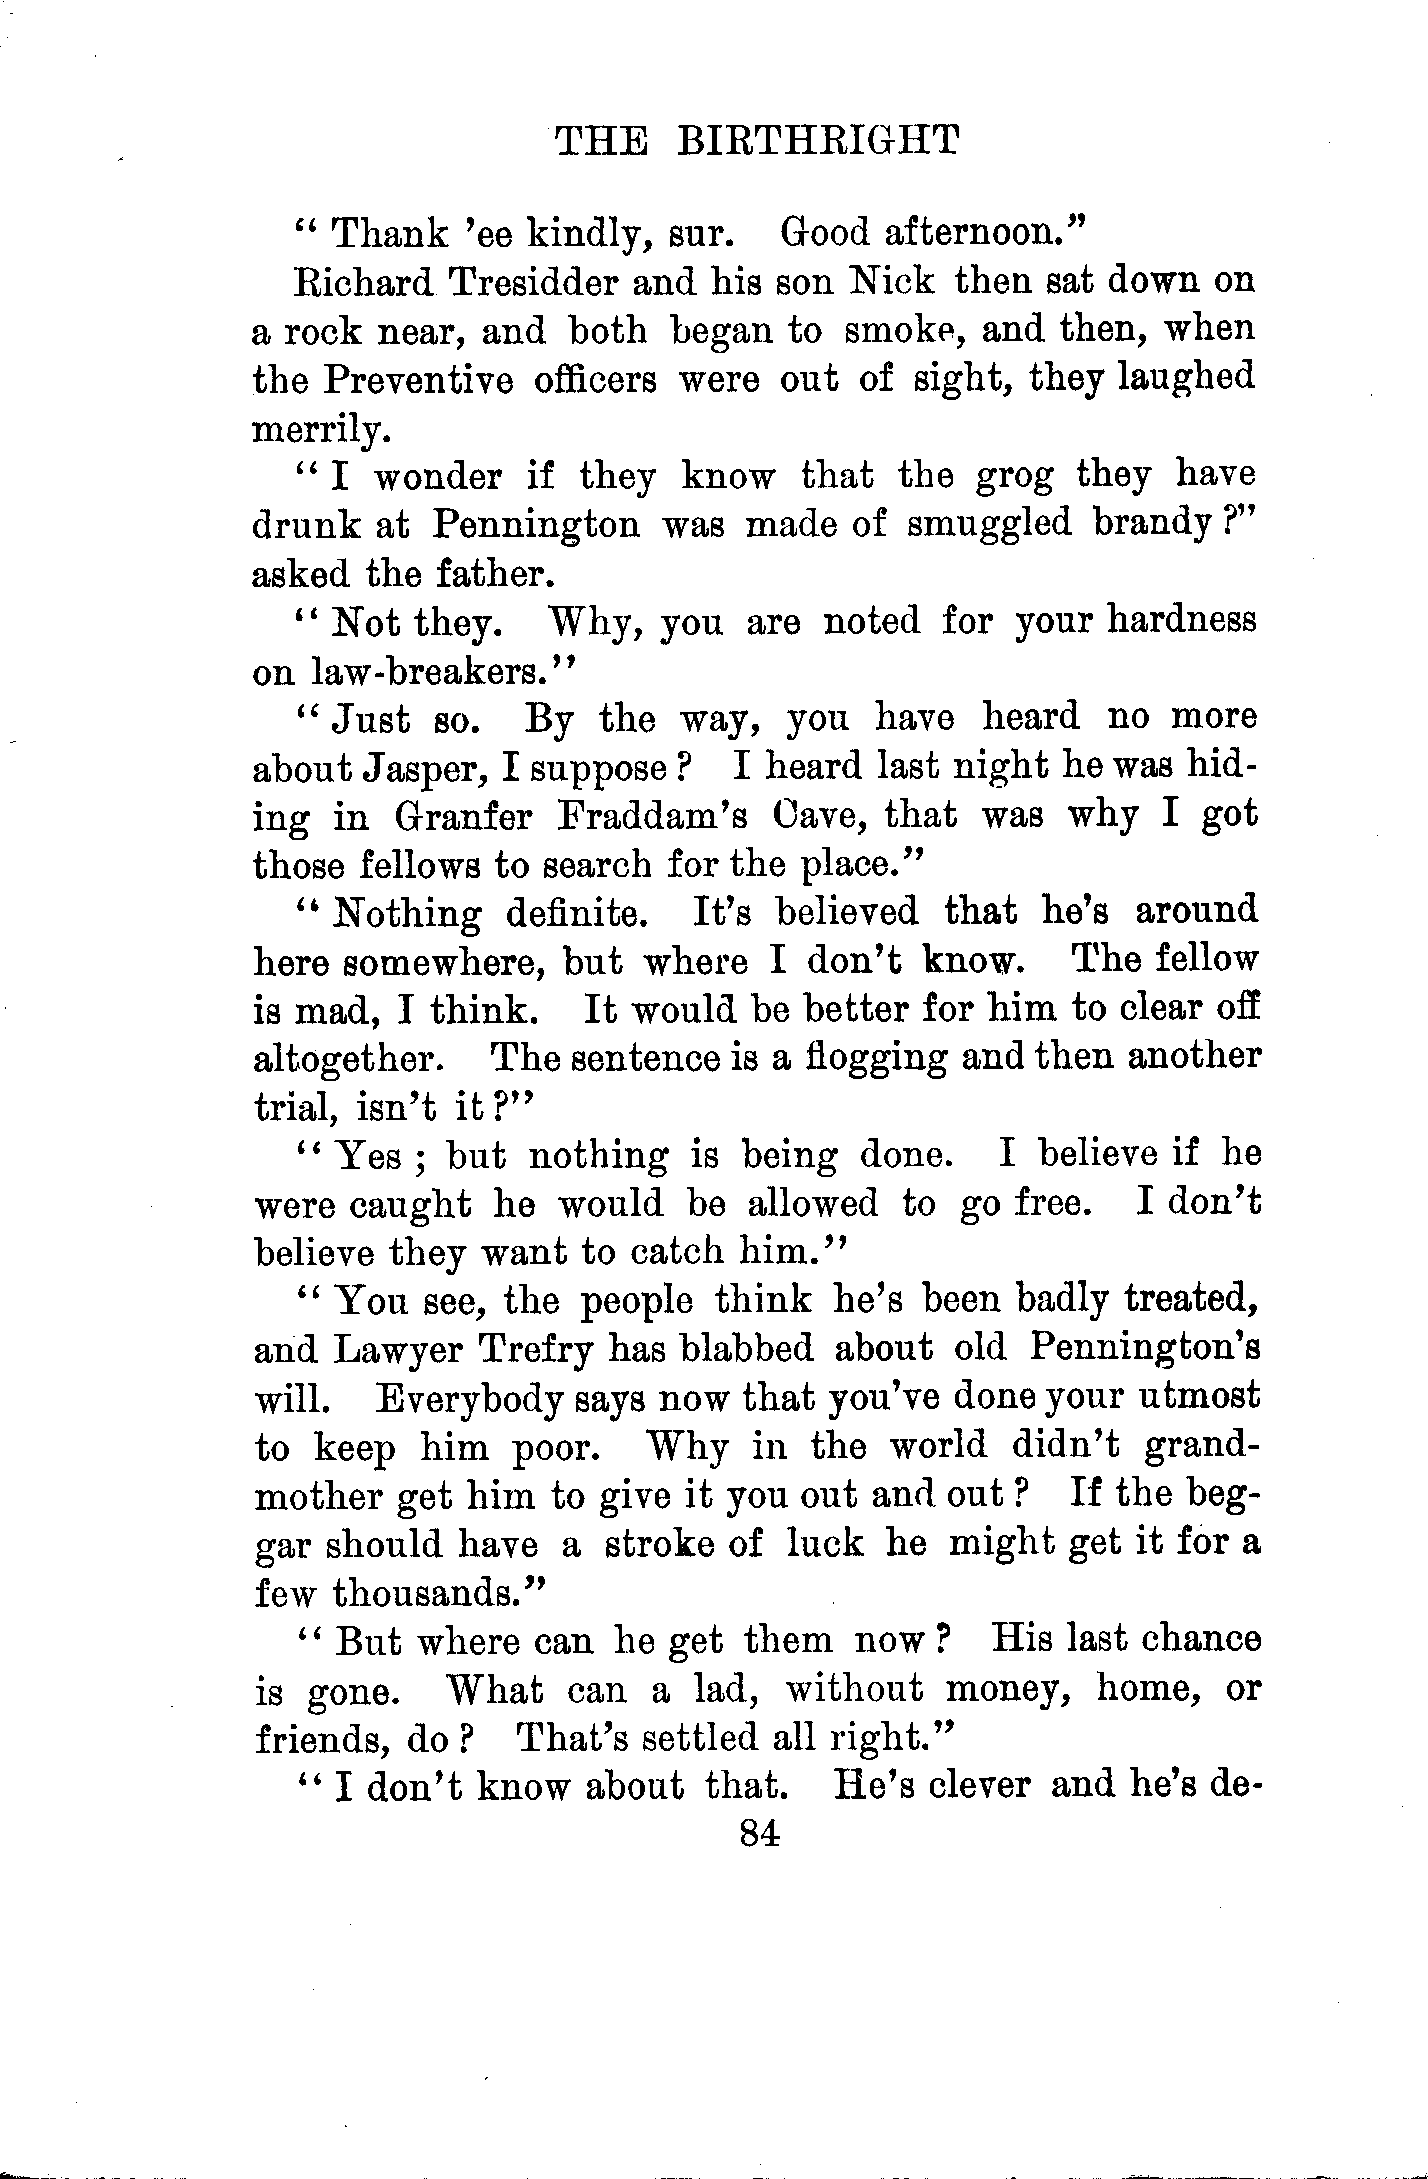 THE BIRTHRIGHT
“ Thank ’ee kindly, sur. Good afternoon.”
Richard Tresidder and his son Nick then sat down on
a rock near, and both began to smoke, and then, when
the Preventive officers were out of sight, they laughed
merrily.
“ I wonder if they know that the grog they have
drunk at Pennington was made of smuggled brandy ?”
asked the father.
“ Not they. Why, you are noted for your hardness
on law-breakers.”
“ Just so. By the way, you have heard no more
about Jasper, I suppose ? I heard last night he was hid-
ing in Granfer Fraddam’s Cave, that was why I got
those fellows to search for the place.”
“ Nothing definite. It’s believed that he’s around
here somewhere, but where I don’t know. The fellow
is mad, I think. It would be better for him to clear off
altogether. The sentence is a flogging and then another
trial, isn’t it ?”
“ Yes ; but nothing is being done. I believe if he
were caught he would be allowed to go free. I don’t
believe they want to catch him.”
“ You see, the people think he’s been badly treated,
and Lawyer Trefry has blabbed about old Pennington’s
will. Everybody says now that you’ve done your utmost
to keep him poor. Why in the world didn’t grand-
mother get him to give it you out and out ? If the beg-
gar should have a stroke of luck he might get it for a
few thousands.”
“ But where can he get them now ? His last chance
is gone. What can a lad, without money, home, or
friends, do ? That’s settled all right.”
“ I don’t know about that. He’s clever and he’s de-
84